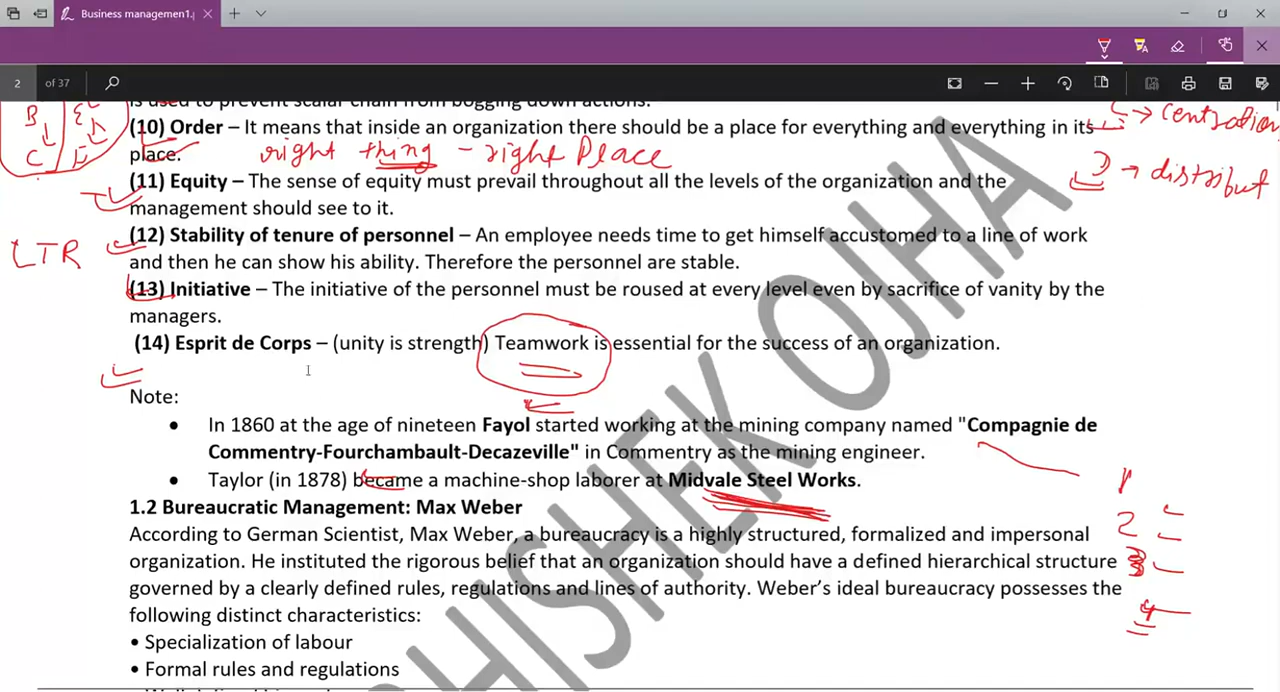 Business management1.p
2 of 37
is used to prevent scalar chain from bogging down actions.
(10) Order – It means that inside an organization there should be a place for everything and everything in its
place. right thing - right Place
(11) Equity – The sense of equity must prevail throughout all the levels of the organization and the
management should see to it.
(12) Stability of tenure of personnel – An employee needs time to get himself accustomed to a line of work
and then he can show his ability. Therefore the personnel are stable.
(13) Initiative – The initiative of the personnel must be roused at every level even by sacrifice of vanity by the
managers.
(14) Esprit de Corps – (unity is strength) Teamwork is essential for the success of an organization.
Note:
• In 1860 at the age of nineteen Fayol started working at the mining company named "Compagnie de
Commentry-Fourchambault-Decazeville" in Commentry as the mining engineer.
• Taylor (in 1878) became a machine-shop laborer at Midvale Steel Works.
1.2 Bureaucratic Management: Max Weber
According to German Scientist, Max Weber, a bureaucracy is a highly structured, formalized and impersonal
organization. He instituted the rigorous belief that an organization should have a defined hierarchical structure
governed by a clearly defined rules, regulations and lines of authority. Weber's ideal bureaucracy possesses the
following distinct characteristics:
• Specialization of labour
• Formal rules and regulations
B
C
E
LTR
distribut
1
2
3
4
HISHEK OJHA